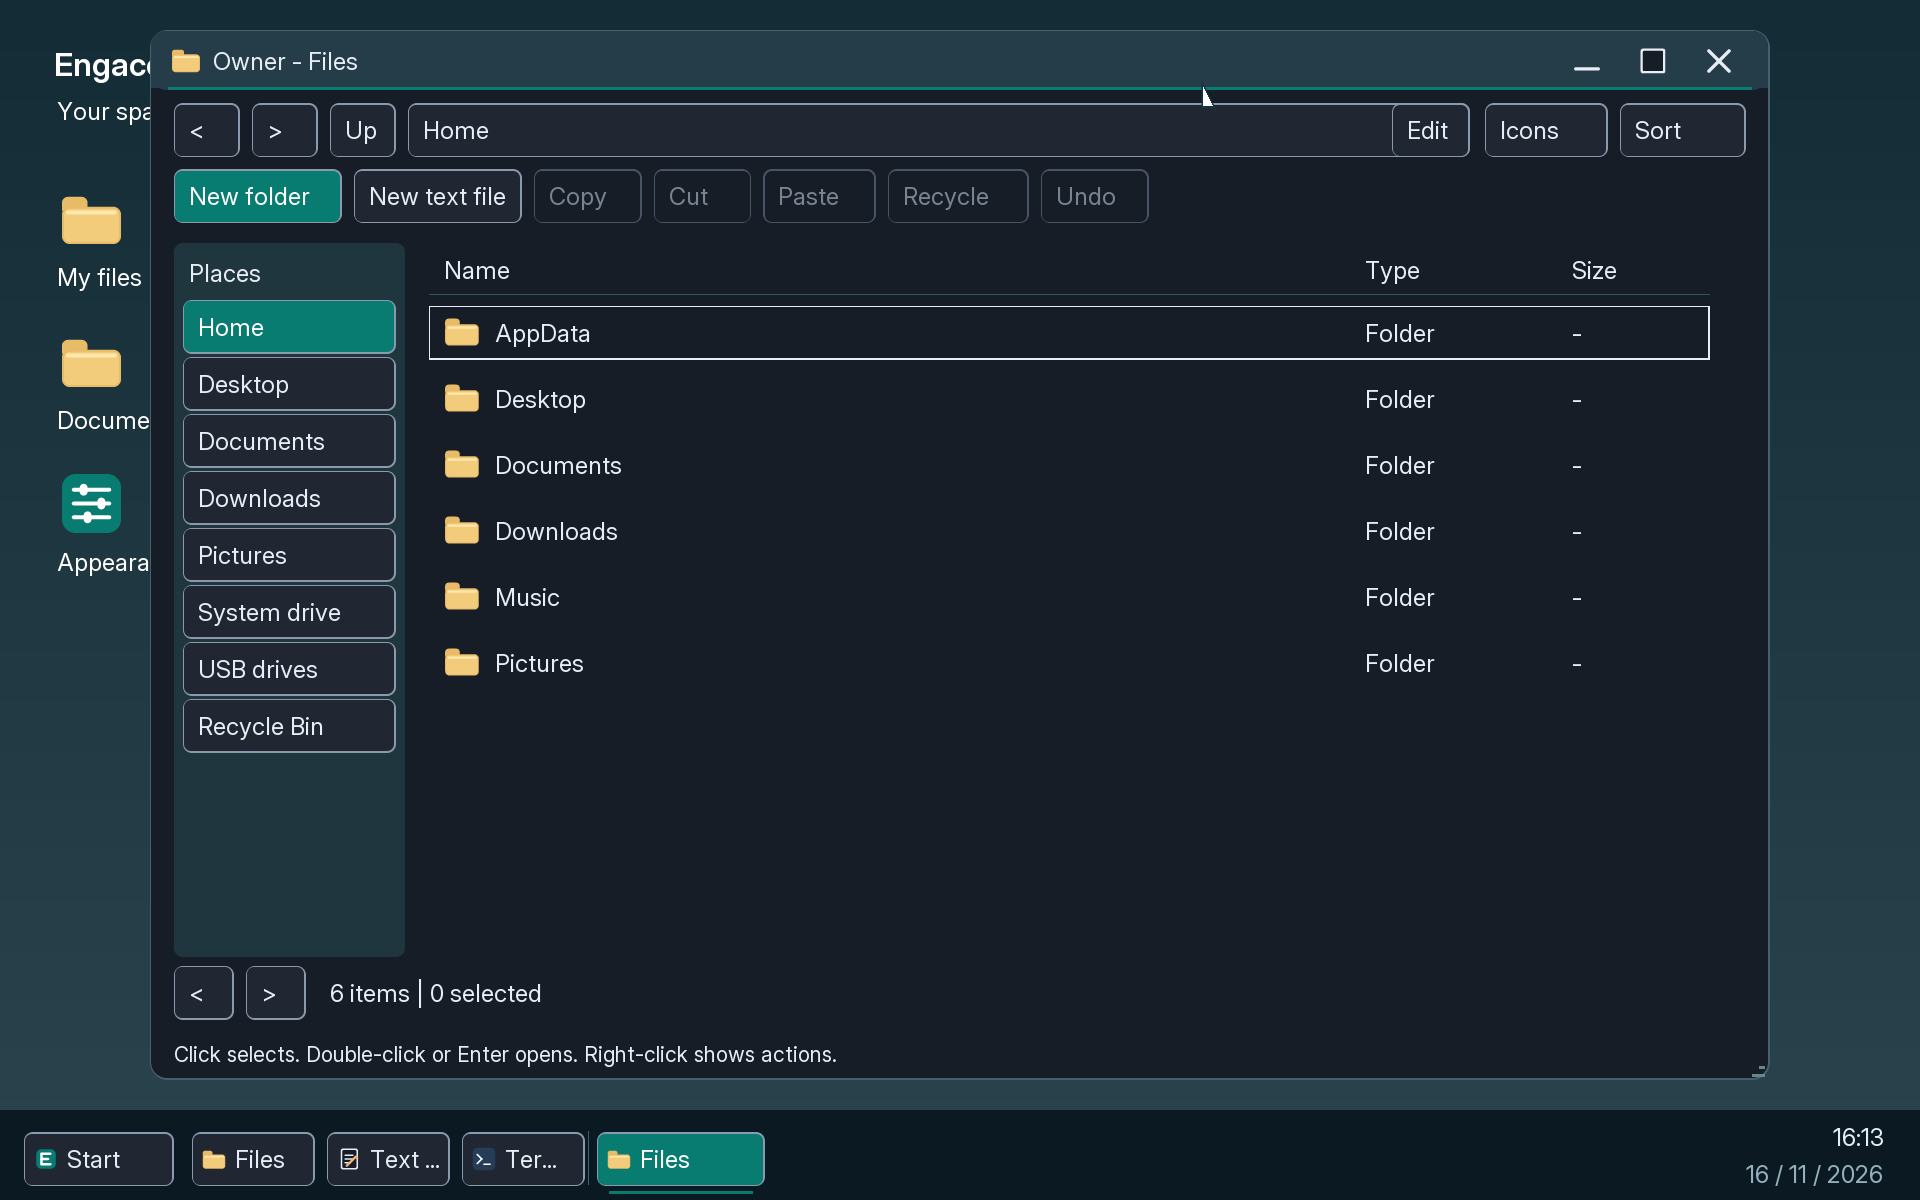 Owner - Files
Your spa
< > Up Home Edit Icons Sort
New folder New text file Copy Cut Paste Recycle Undo
My files
Docume
Appeara
Places
Home
Desktop
Documents
Downloads
Pictures
System drive
USB drives
Recycle Bin
Name Type Size
AppData Folder -
Desktop Folder -
Documents Folder -
Downloads Folder -
Music Folder -
Pictures Folder -
< > 6 items | 0 selected
Click selects. Double-click or Enter opens. Right-click shows actions.
Start Files Text ... Ter... Files
16:13
16 / 11 / 2026